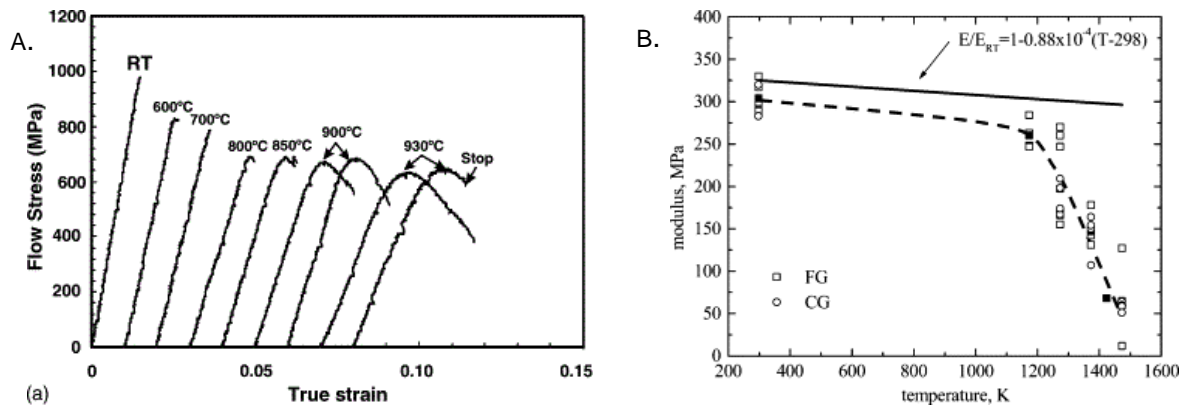 A.
Flow Stress (MPa)
1200
1000
800
600
400
200
0
RT
600°C
700°C
800°C
850°C
900°C
930°C
Stop
0
0.05
0.10
0.15
True strain
(a)
B.
modulus, MPa
400
350
300
250
200
150
100
50
0
E/E_RT=1-0.88x10^-4(T-298)
FG
CG
200
400
600
800
1000
1200
1400
1600
temperature, K